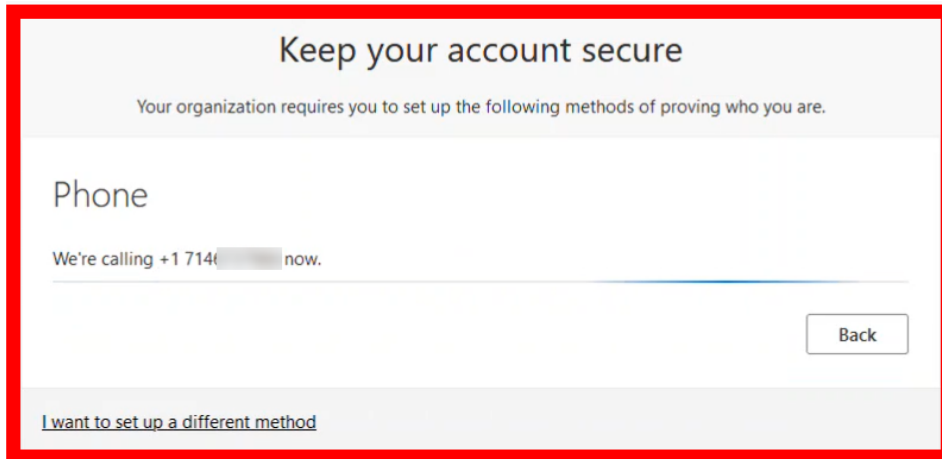 Keep your account secure
Your organization requires you to set up the following methods of proving who you are.
Phone
We're calling +1 714 now.
Back
I want to set up a different method